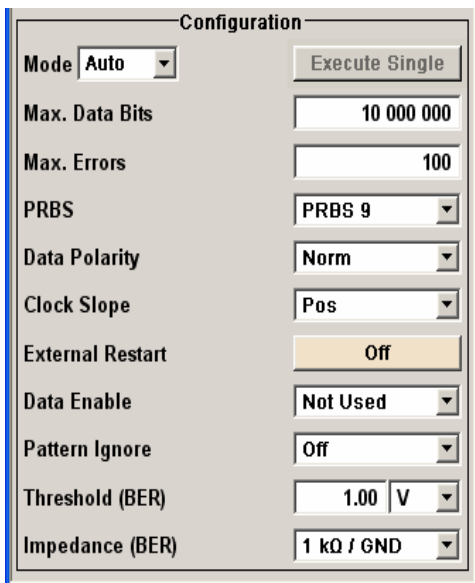 Configuration
Mode Auto Execute Single
Max. Data Bits 10 000 000
Max. Errors 100
PRBS PRBS 9
Data Polarity Norm
Clock Slope Pos
External Restart Off
Data Enable Not Used
Pattern Ignore Off
Threshold (BER) 1.00 V
Impedance (BER) 1 kΩ / GND